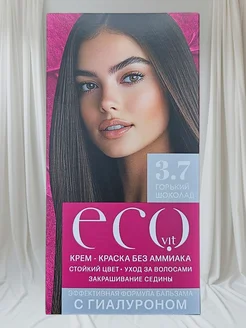 3.7
ГОРЬКИЙ
ШОКОЛАД
eco
vit
КРЕМ - КРАСКА БЕЗ АММИАКА
СТОЙКИЙ ЦВЕТ · УХОД ЗА ВОЛОСАМИ
ЗАКРАШИВАНИЕ СЕДИНЫ
ЭФФЕКТИВНАЯ ФОРМУЛА БАЛЬЗАМА
С ГИАЛУРОНОМ